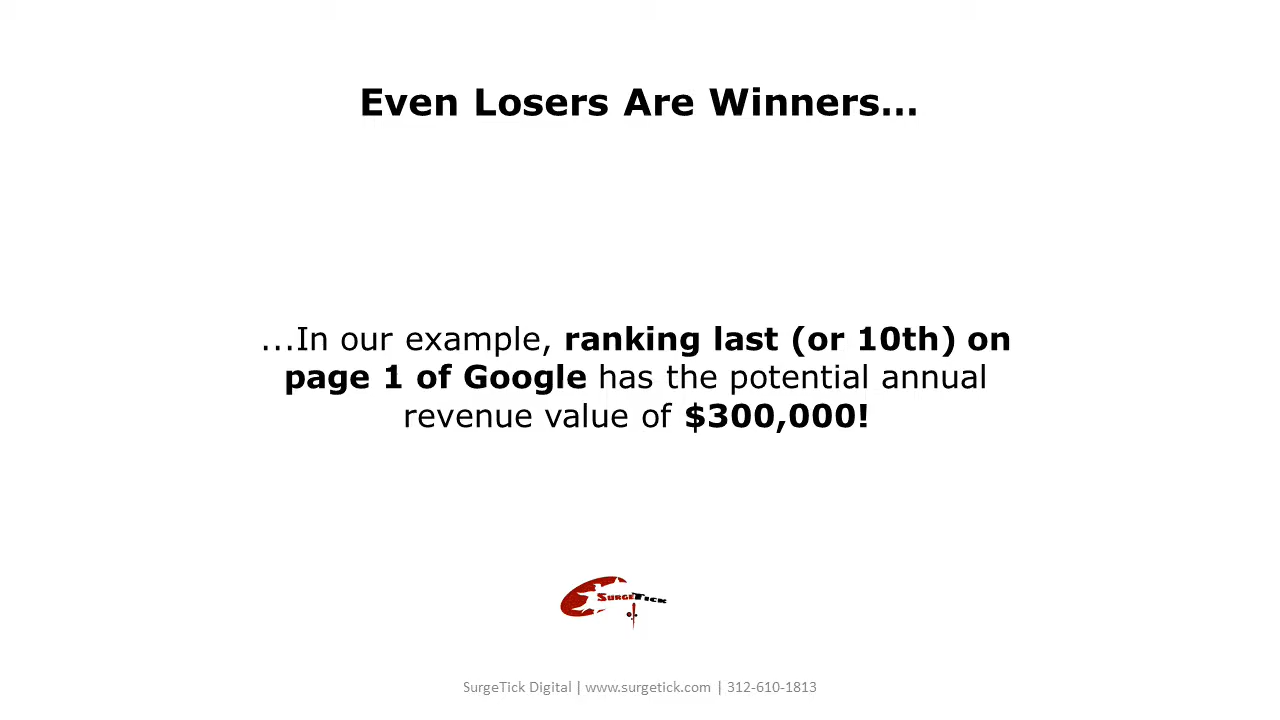 Even Losers Are Winners...
...In our example, ranking last (or 10th) on
page 1 of Google has the potential annual
revenue value of $300,000!
SurgeTick
SurgeTick Digital | www.surgetick.com | 312-610-1813